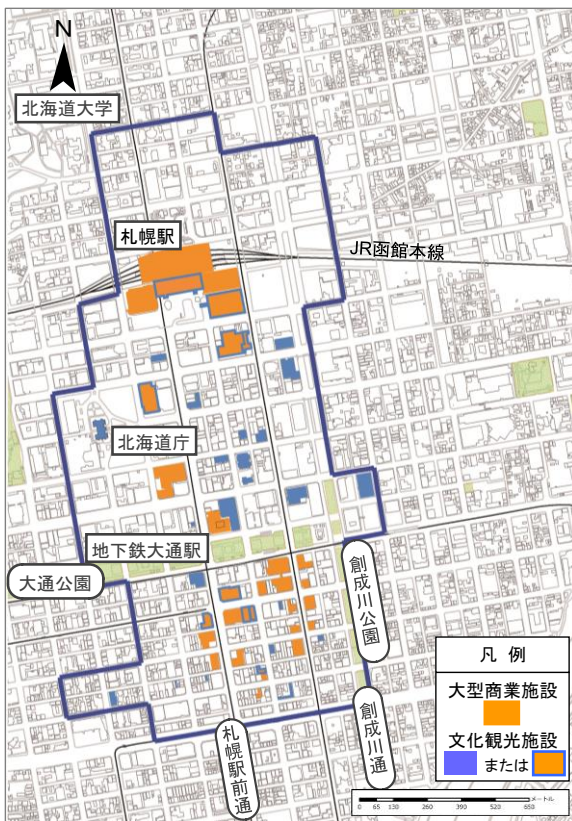 N
北海道大学
札幌駅
JR函館本線
北海道庁
地下鉄大通駅
大通公園
創成川公園
創成川通
札幌駅前通
凡 例
大型商業施設
文化観光施設
または
0 65 130 260 390 520 650 メートル